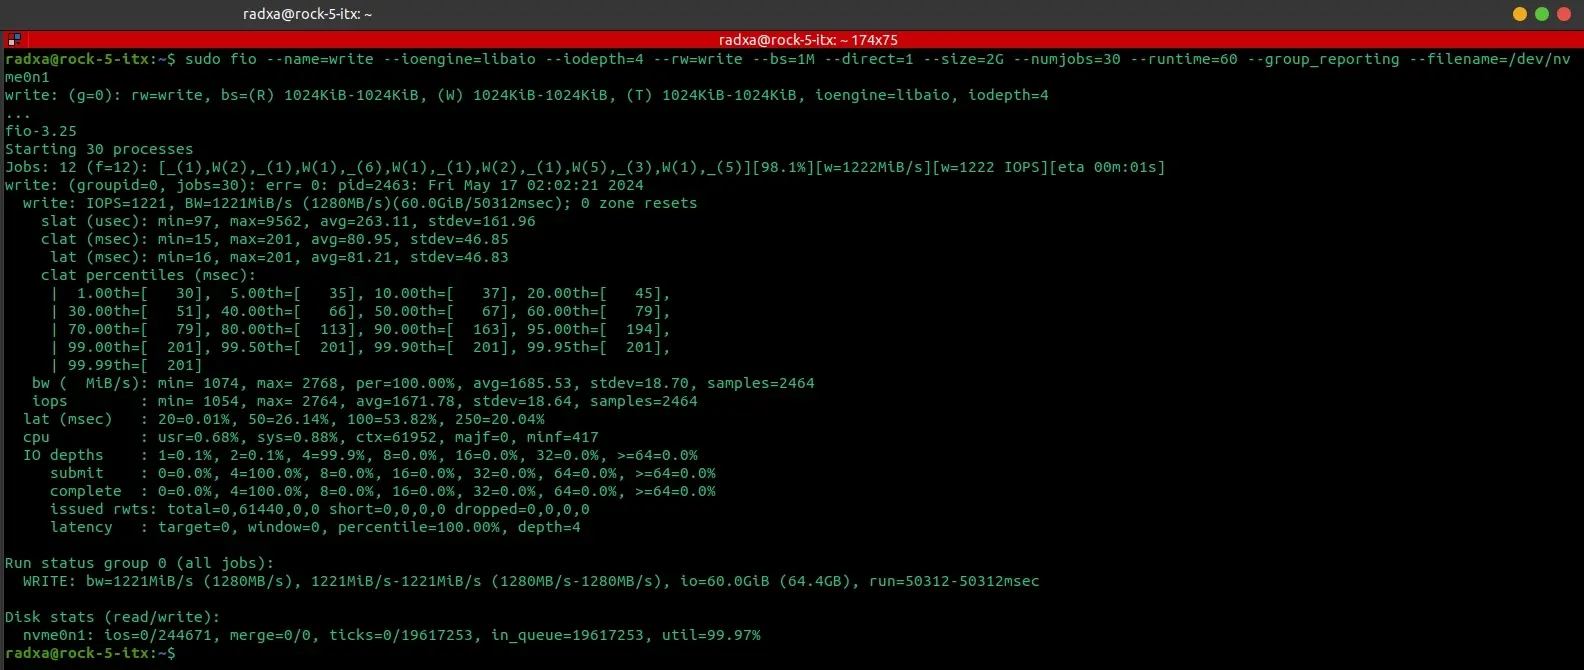 radxa@rock-5-itx: ~
radxa@rock-5-itx: ~ 174x75
radxa@rock-5-itx:~$ sudo fio --name=write --ioengine=libaio --iodepth=4 --rw=write --bs=1M --direct=1 --size=2G --numjobs=30 --runtime=60 --group_reporting --filename=/dev/nv
me0n1
write: (g=0): rw=write, bs=(R) 1024KiB-1024KiB, (W) 1024KiB-1024KiB, (T) 1024KiB-1024KiB, ioengine=libaio, iodepth=4
...
fio-3.25
Starting 30 processes
Jobs: 12 (f=12): [_(1),W(2),_(1),W(1),_(6),W(1),_(1),W(2),_(1),W(5),_(3),W(1),_(5)][98.1%][w=1222MiB/s][w=1222 IOPS][eta 00m:01s]
write: (groupid=0, jobs=30): err= 0: pid=2463: Fri May 17 02:02:21 2024
  write: IOPS=1221, BW=1221MiB/s (1280MB/s)(60.0GiB/50312msec); 0 zone resets
    slat (usec): min=97, max=9562, avg=263.11, stdev=161.96
    clat (msec): min=15, max=201, avg=80.95, stdev=46.85
     lat (msec): min=16, max=201, avg=81.21, stdev=46.83
    clat percentiles (msec):
     |  1.00th=[   30],  5.00th=[   35], 10.00th=[   37], 20.00th=[   45],
     | 30.00th=[   51], 40.00th=[   66], 50.00th=[   67], 60.00th=[   79],
     | 70.00th=[   79], 80.00th=[  113], 90.00th=[  163], 95.00th=[  194],
     | 99.00th=[  201], 99.50th=[  201], 99.90th=[  201], 99.95th=[  201],
     | 99.99th=[  201]
   bw (  MiB/s): min= 1074, max= 2768, per=100.00%, avg=1685.53, stdev=18.70, samples=2464
   iops        : min= 1054, max= 2764, avg=1671.78, stdev=18.64, samples=2464
  lat (msec)   : 20=0.01%, 50=26.14%, 100=53.82%, 250=20.04%
  cpu          : usr=0.68%, sys=0.88%, ctx=61952, majf=0, minf=417
  IO depths    : 1=0.1%, 2=0.1%, 4=99.9%, 8=0.0%, 16=0.0%, 32=0.0%, >=64=0.0%
     submit    : 0=0.0%, 4=100.0%, 8=0.0%, 16=0.0%, 32=0.0%, 64=0.0%, >=64=0.0%
     complete  : 0=0.0%, 4=100.0%, 8=0.0%, 16=0.0%, 32=0.0%, 64=0.0%, >=64=0.0%
     issued rwts: total=0,61440,0,0 short=0,0,0,0 dropped=0,0,0,0
     latency   : target=0, window=0, percentile=100.00%, depth=4
Run status group 0 (all jobs):
  WRITE: bw=1221MiB/s (1280MB/s), 1221MiB/s-1221MiB/s (1280MB/s-1280MB/s), io=60.0GiB (64.4GB), run=50312-50312msec
Disk stats (read/write):
  nvme0n1: ios=0/244671, merge=0/0, ticks=0/19617253, in_queue=19617253, util=99.97%
radxa@rock-5-itx:~$